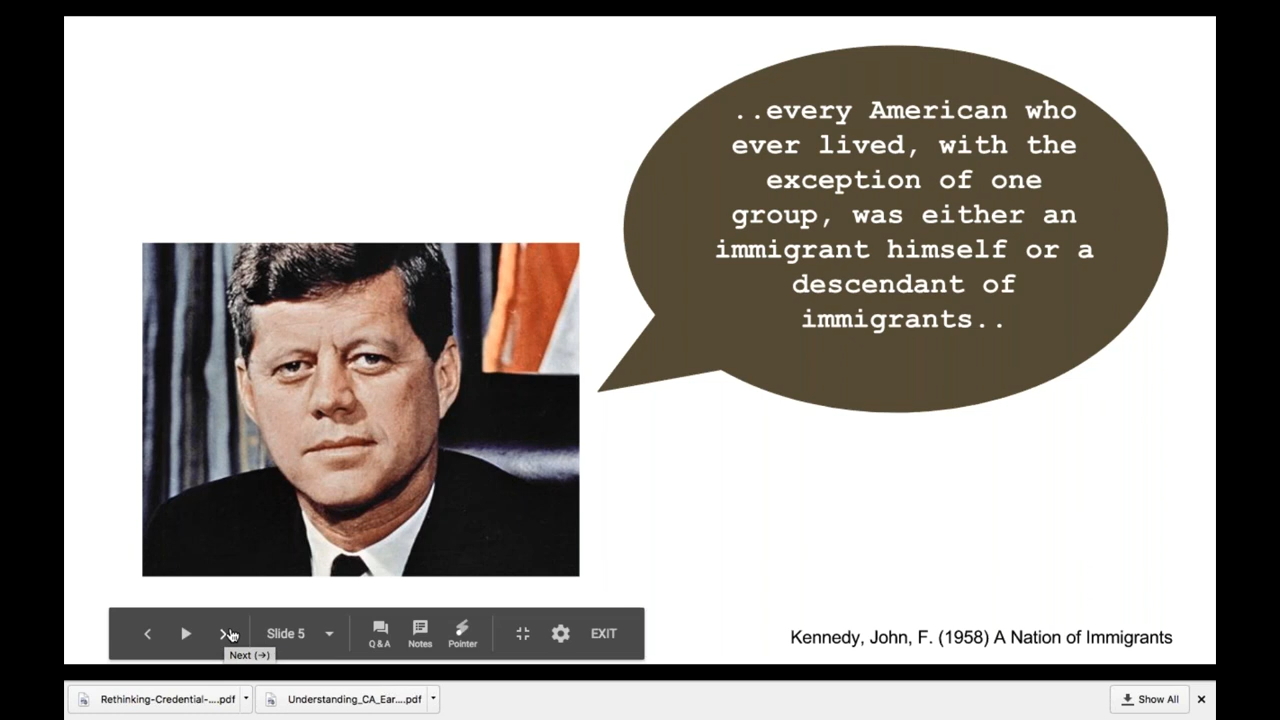 ..every American who
ever lived, with the
exception of one
group, was either an
immigrant himself or a
descendant of
immigrants..
Slide 5
Q & A
Notes
Pointer
EXIT
Next (→)
Kennedy, John, F. (1958) A Nation of Immigrants
Rethinking-Credential-....pdf
Understanding_CA_Ear....pdf
Show All